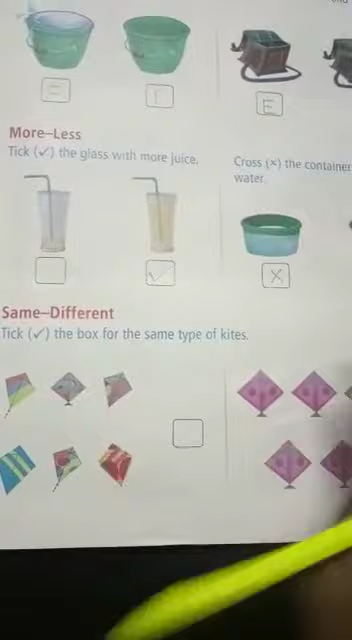 E
E
More–Less
Tick (✓) the glass with more juice.
Cross (×) the container
water.
✓
X
Same–Different
Tick (✓) the box for the same type of kites.